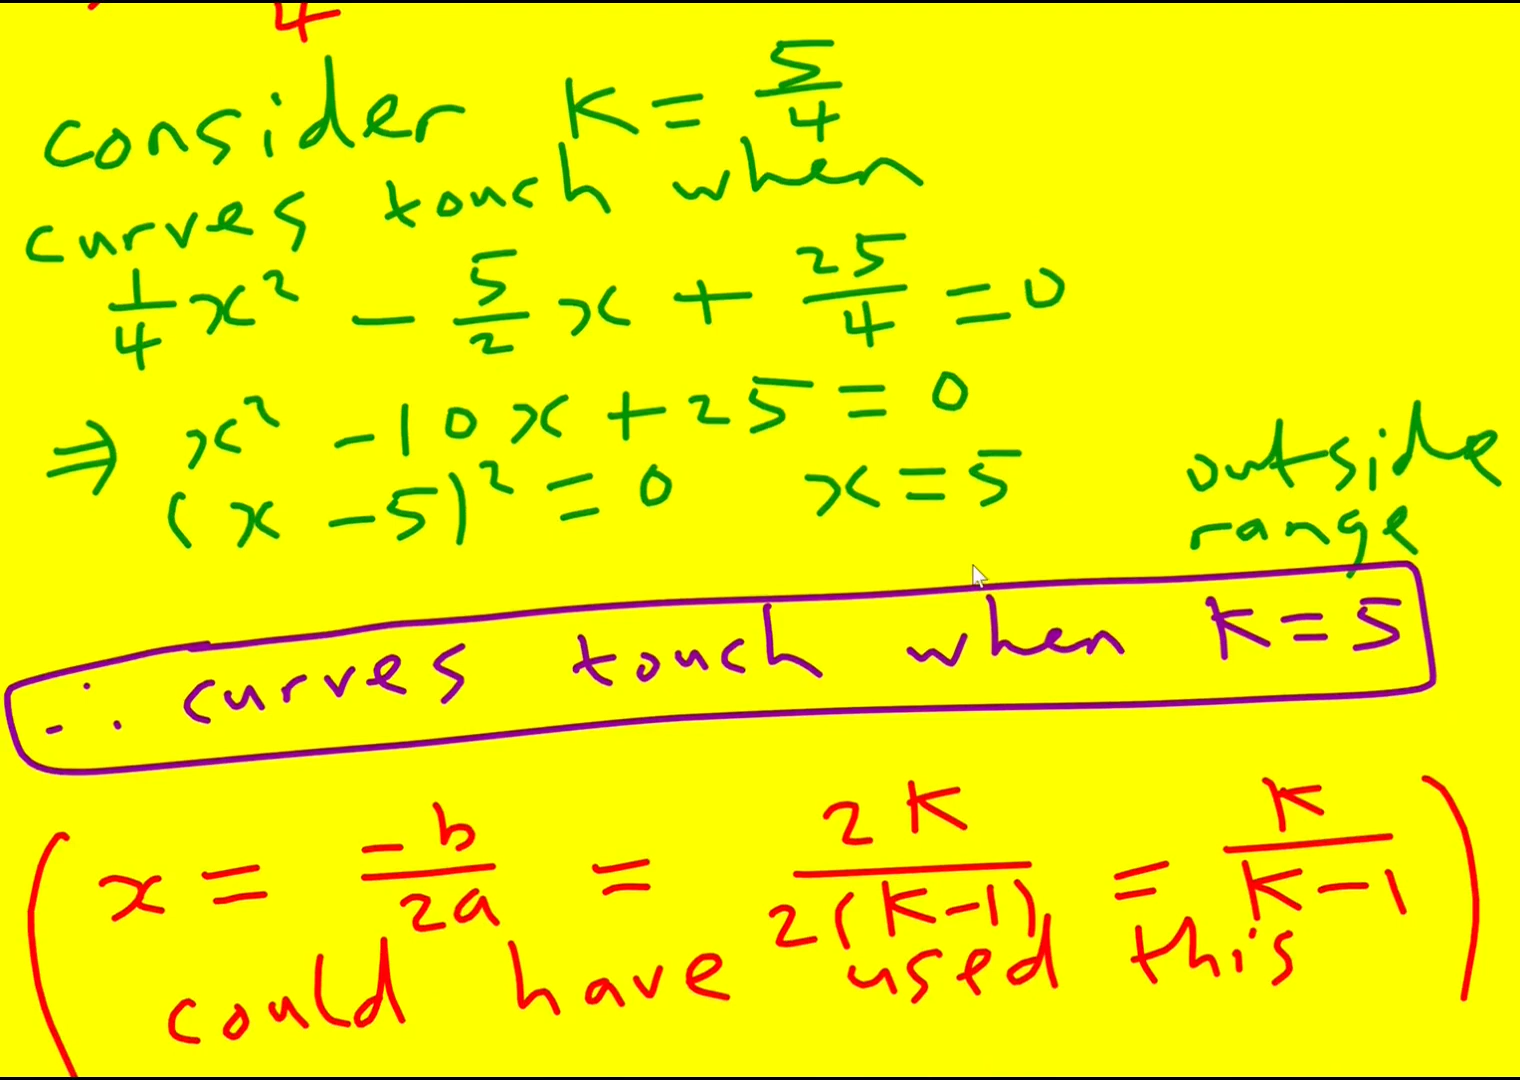 4
consider K = 5/4
curves touch when
1/4 x² - 5/2 x + 25/4 = 0
⇒ x² - 10x + 25 = 0
(x - 5)² = 0 x = 5 outside range
∴ curves touch when K = 5
( x = -b/2a = 2K/2(K-1) = K/K-1 )
could have used this